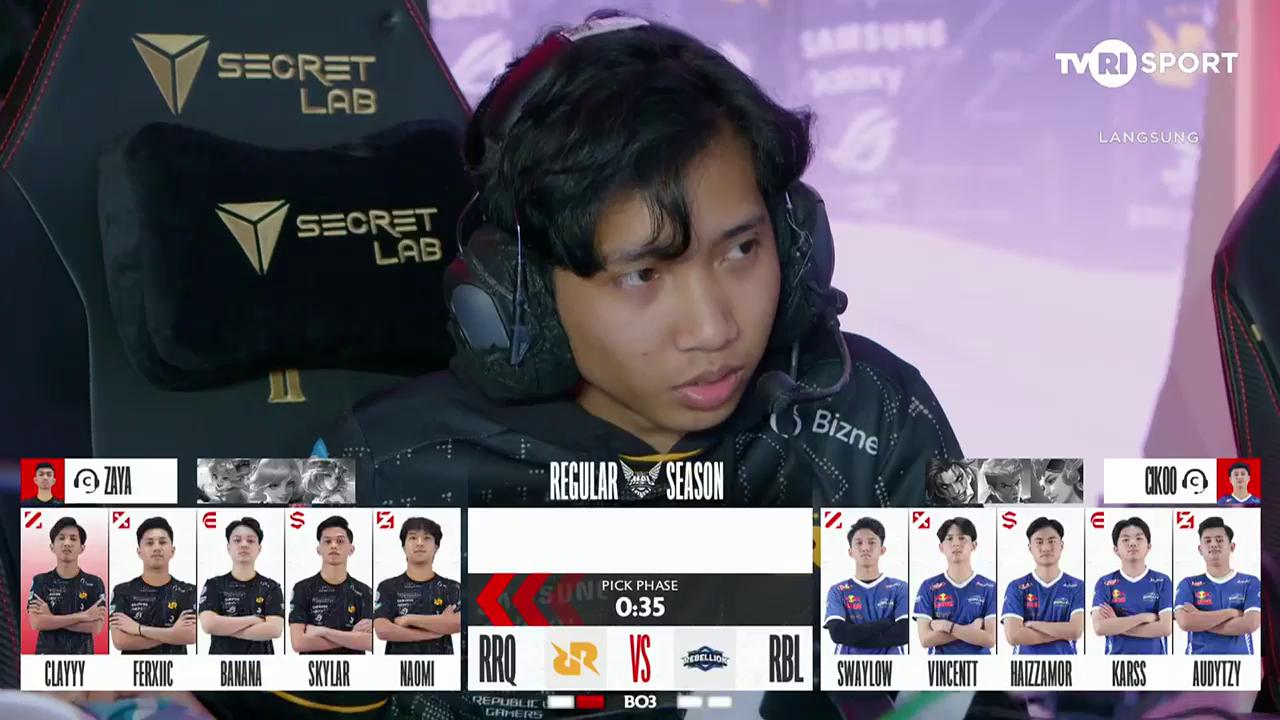 SECRET
LAB
SECRET
LAB
SAMSUNG
Galaxy
TVRI SPORT
LANGSUNG
Bizne
ZAYA
REGULAR SEASON
CIKOO
PICK PHASE
0:35
RRQ
VS
REBELLION
RBL
CLAYYY
FERXIIC
BANANA
SKYLAR
NAOMI
SWAYLOW
VINCENTT
HAIZZAMOR
KARSS
AUDYTZY
REPUBLIC
GAMERS
BO3